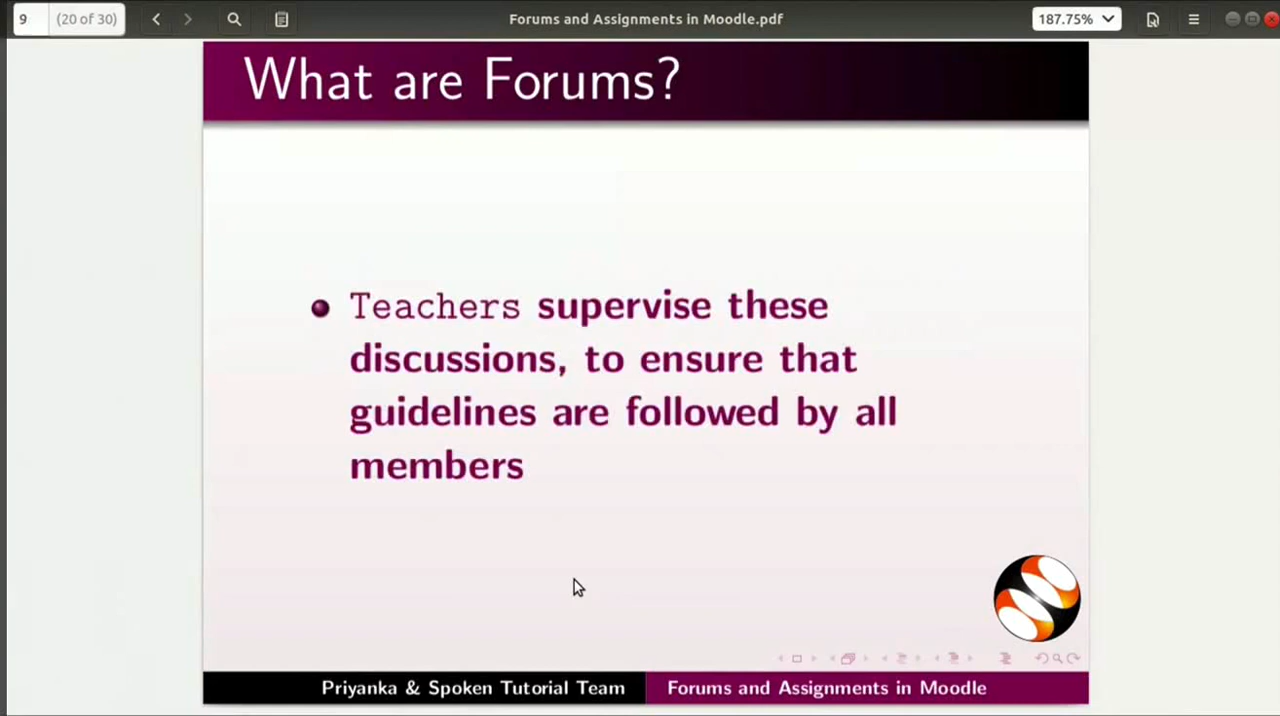 9 (20 of 30) Forums and Assignments in Moodle.pdf 187.75%
What are Forums?
Teachers supervise these
discussions, to ensure that
guidelines are followed by all
members
Priyanka & Spoken Tutorial Team Forums and Assignments in Moodle